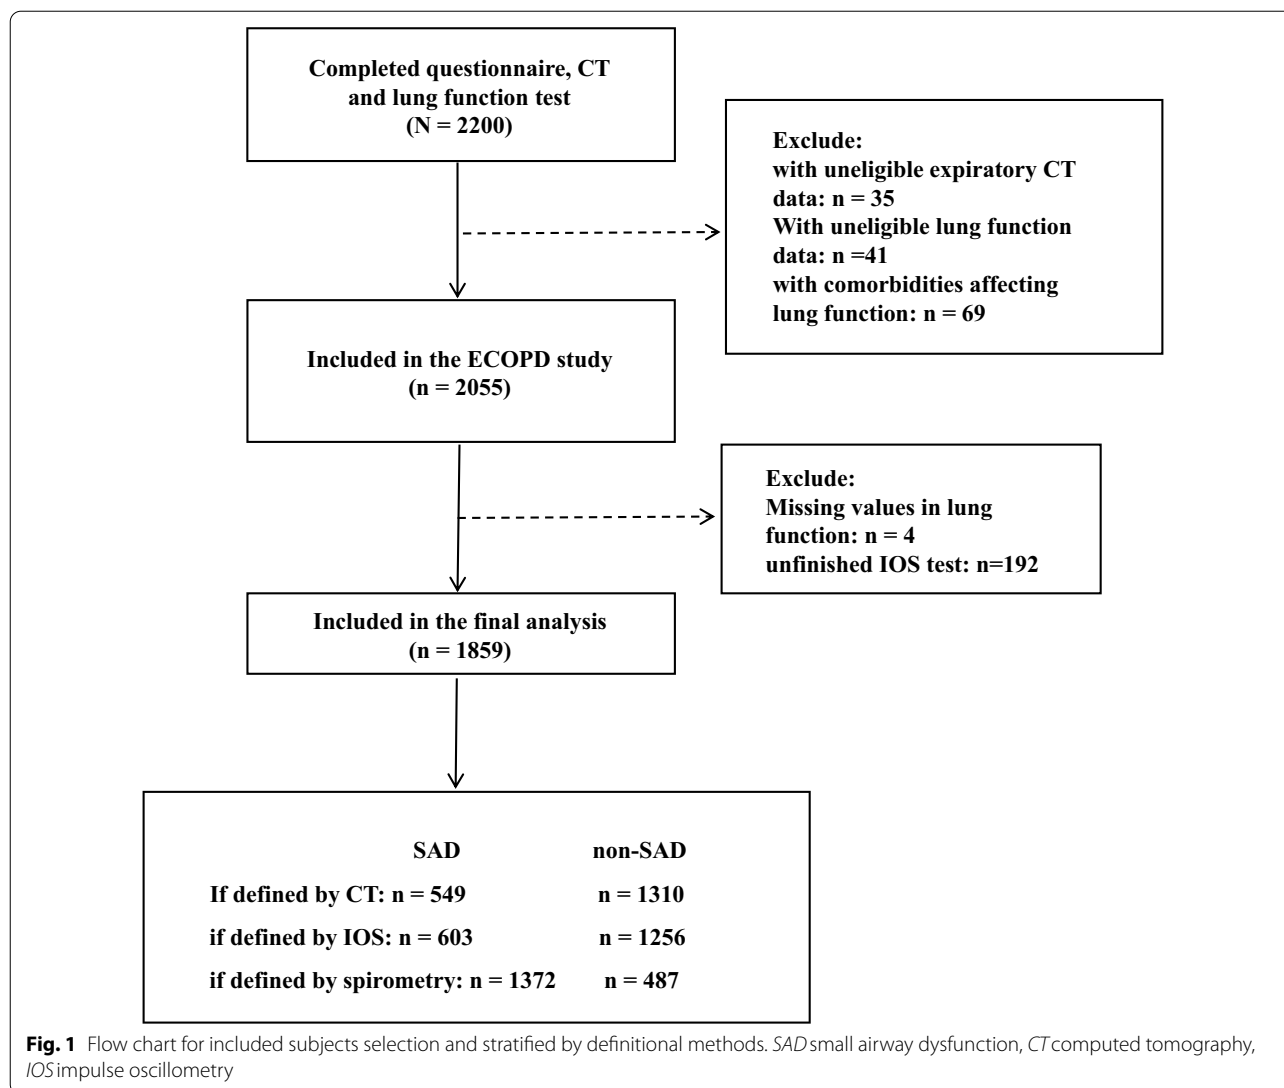 Completed questionnaire, CT
and lung function test
(N = 2200)
Exclude:
with uneligible expiratory CT
data: n = 35
With uneligible lung function
data: n =41
with comorbidities affecting
lung function: n = 69
Included in the ECOPD study
(n = 2055)
Exclude:
Missing values in lung
function: n = 4
unfinished IOS test: n=192
Included in the final analysis
(n = 1859)
SAD non-SAD
If defined by CT: n = 549 n = 1310
if defined by IOS: n = 603 n = 1256
if defined by spirometry: n = 1372 n = 487
Fig. 1 Flow chart for included subjects selection and stratified by definitional methods. SAD small airway dysfunction, CT computed tomography,
IOS impulse oscillometry